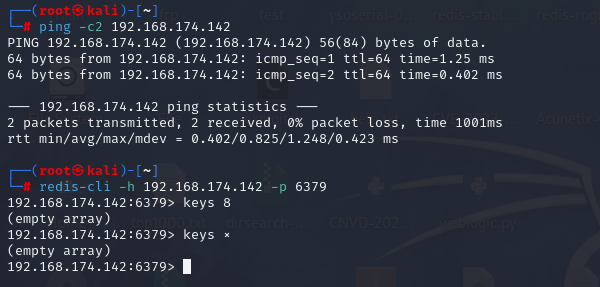 ┌──(root㉿kali)-[~]
└─# ping -c2 192.168.174.142
PING 192.168.174.142 (192.168.174.142) 56(84) bytes of data.
64 bytes from 192.168.174.142: icmp_seq=1 ttl=64 time=1.25 ms
64 bytes from 192.168.174.142: icmp_seq=2 ttl=64 time=0.402 ms
--- 192.168.174.142 ping statistics ---
2 packets transmitted, 2 received, 0% packet loss, time 1001ms
rtt min/avg/max/mdev = 0.402/0.825/1.248/0.423 ms
┌──(root㉿kali)-[~]
└─# redis-cli -h 192.168.174.142 -p 6379
192.168.174.142:6379> keys 8
(empty array)
192.168.174.142:6379> keys *
(empty array)
192.168.174.142:6379>